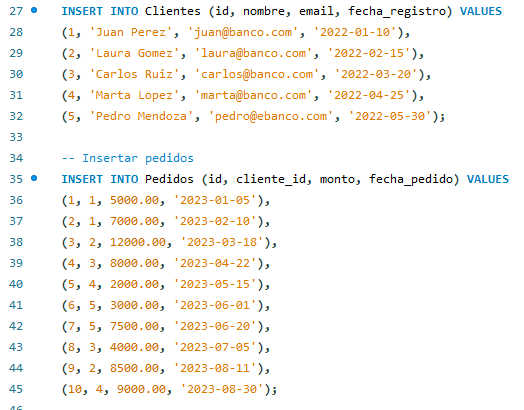 27 INSERT INTO Clientes (id, nombre, email, fecha_registro) VALUES
28 (1, 'Juan Perez', 'juan@banco.com', '2022-01-10'),
29 (2, 'Laura Gomez', 'laura@banco.com', '2022-02-15'),
30 (3, 'Carlos Ruiz', 'carlos@banco.com', '2022-03-20'),
31 (4, 'Marta Lopez', 'marta@banco.com', '2022-04-25'),
32 (5, 'Pedro Mendoza', 'pedro@ebanco.com', '2022-05-30');
33
34 -- Insertar pedidos
35 INSERT INTO Pedidos (id, cliente_id, monto, fecha_pedido) VALUES
36 (1, 1, 5000.00, '2023-01-05'),
37 (2, 1, 7000.00, '2023-02-10'),
38 (3, 2, 12000.00, '2023-03-18'),
39 (4, 3, 8000.00, '2023-04-22'),
40 (5, 4, 2000.00, '2023-05-15'),
41 (6, 5, 3000.00, '2023-06-01'),
42 (7, 5, 7500.00, '2023-06-20'),
43 (8, 3, 4000.00, '2023-07-05'),
44 (9, 2, 8500.00, '2023-08-11'),
45 (10, 4, 9000.00, '2023-08-30');